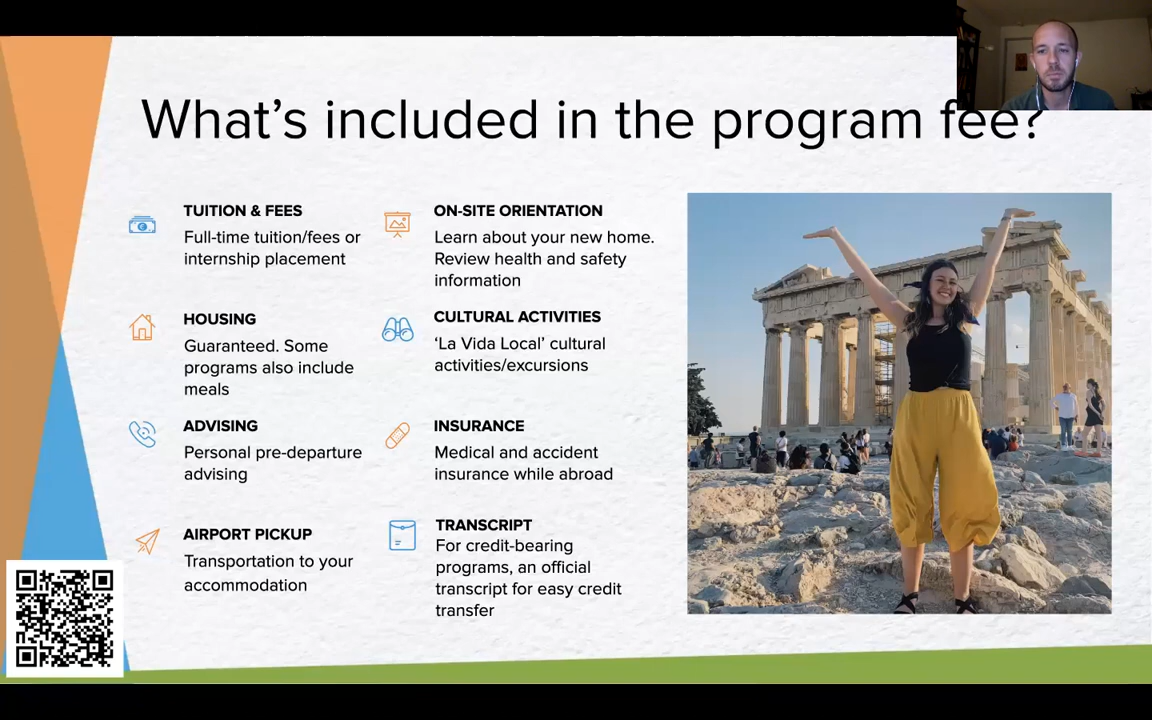 What's included in the program fee?
TUITION & FEES
Full-time tuition/fees or
internship placement
HOUSING
Guaranteed. Some
programs also include
meals
ADVISING
Personal pre-departure
advising
AIRPORT PICKUP
Transportation to your
accommodation
ON-SITE ORIENTATION
Learn about your new home.
Review health and safety
information
CULTURAL ACTIVITIES
‘La Vida Local’ cultural
activities/excursions
INSURANCE
Medical and accident
insurance while abroad
TRANSCRIPT
For credit-bearing
programs, an official
transcript for easy credit
transfer